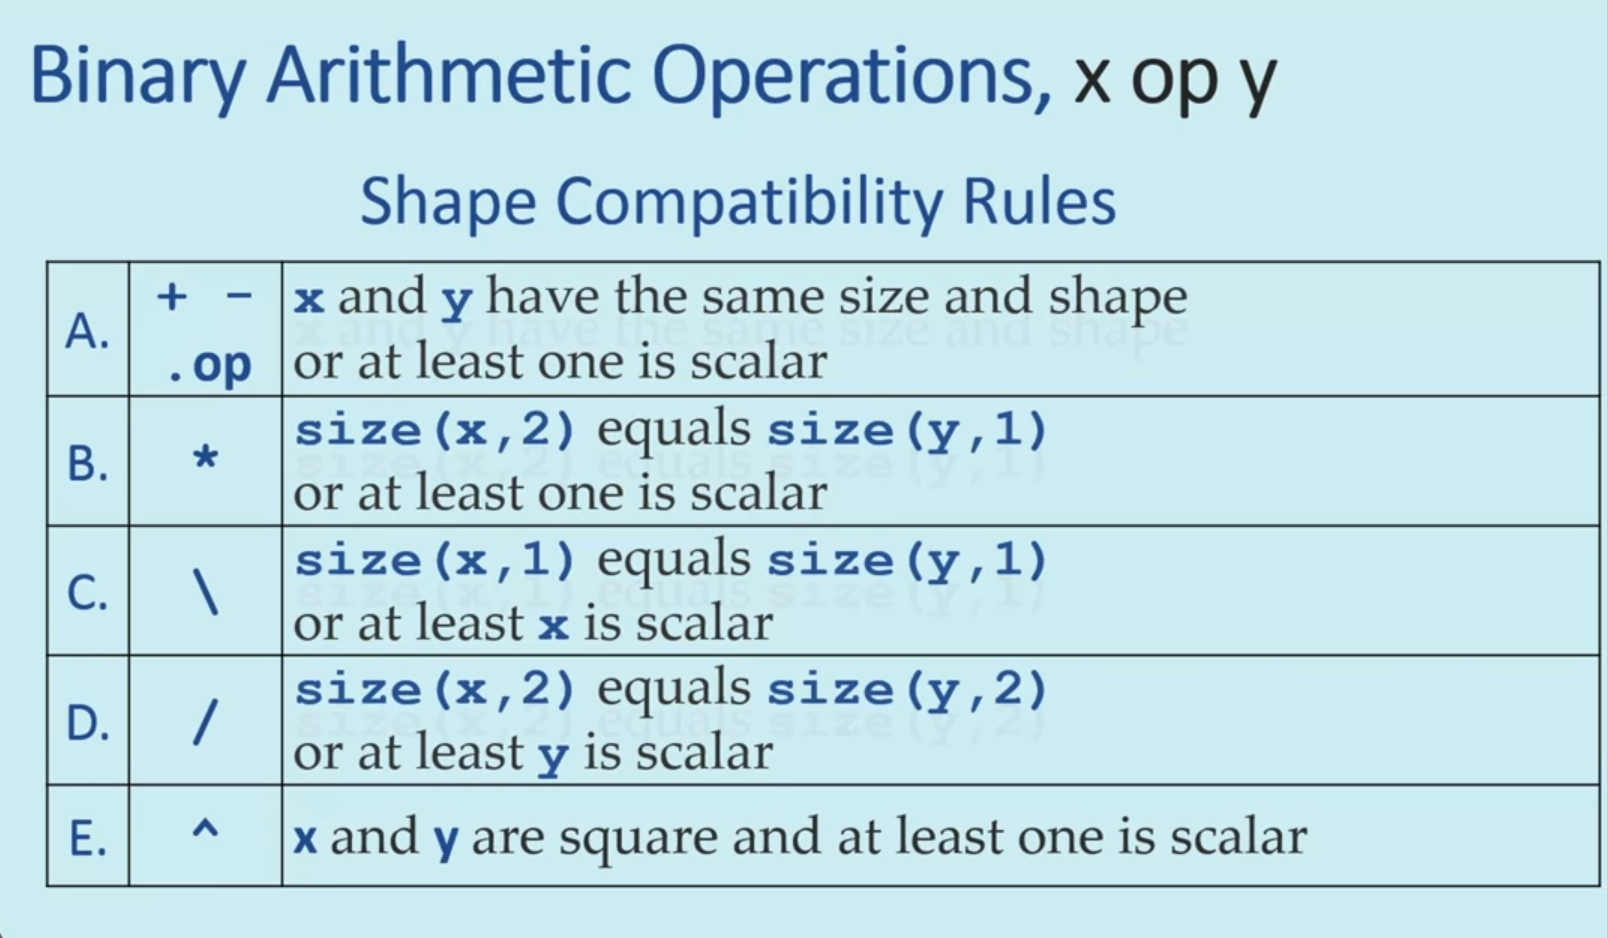 Binary Arithmetic Operations, x op y
Shape Compatibility Rules
A.
+ -
.op
x and y have the same size and shape
or at least one is scalar
B.
*
size(x,2) equals size(y,1)
or at least one is scalar
C.
\
size(x,1) equals size(y,1)
or at least x is scalar
D.
/
size(x,2) equals size(y,2)
or at least y is scalar
E.
^
x and y are square and at least one is scalar